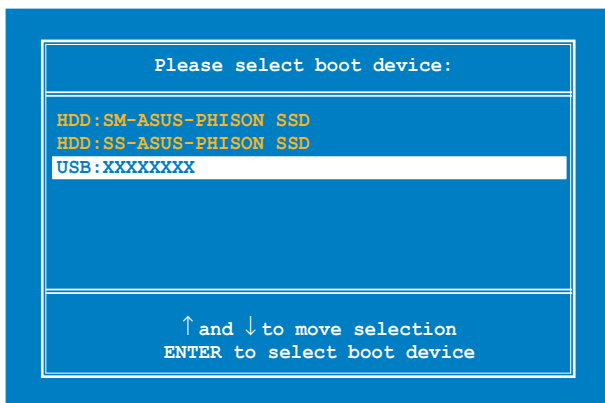 Please select boot device:
HDD:SM-ASUS-PHISON SSD
HDD:SS-ASUS-PHISON SSD
USB:XXXXXXXX
↑ and ↓ to move selection
ENTER to select boot device